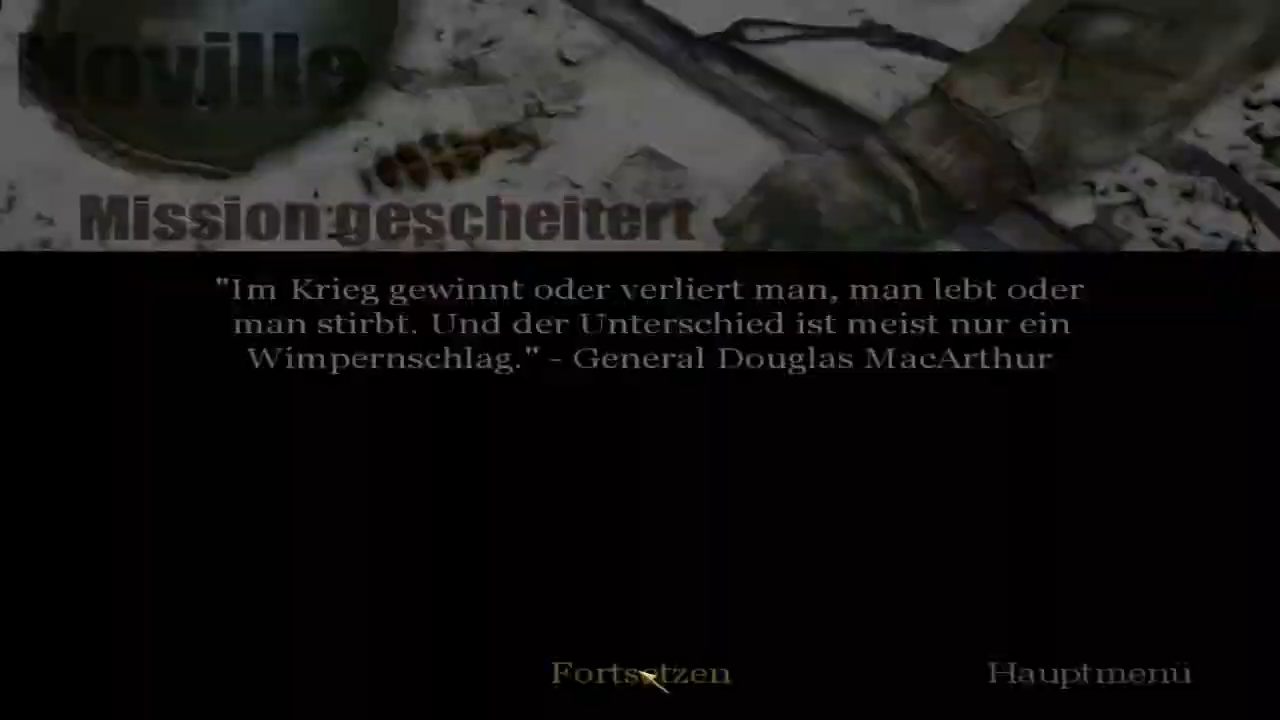 Noville
Mission gescheitert
"Im Krieg gewinnt oder verliert man, man lebt oder
man stirbt. Und der Unterschied ist meist nur ein
Wimpernschlag." - General Douglas MacArthur
Fortsetzen
Hauptmenü